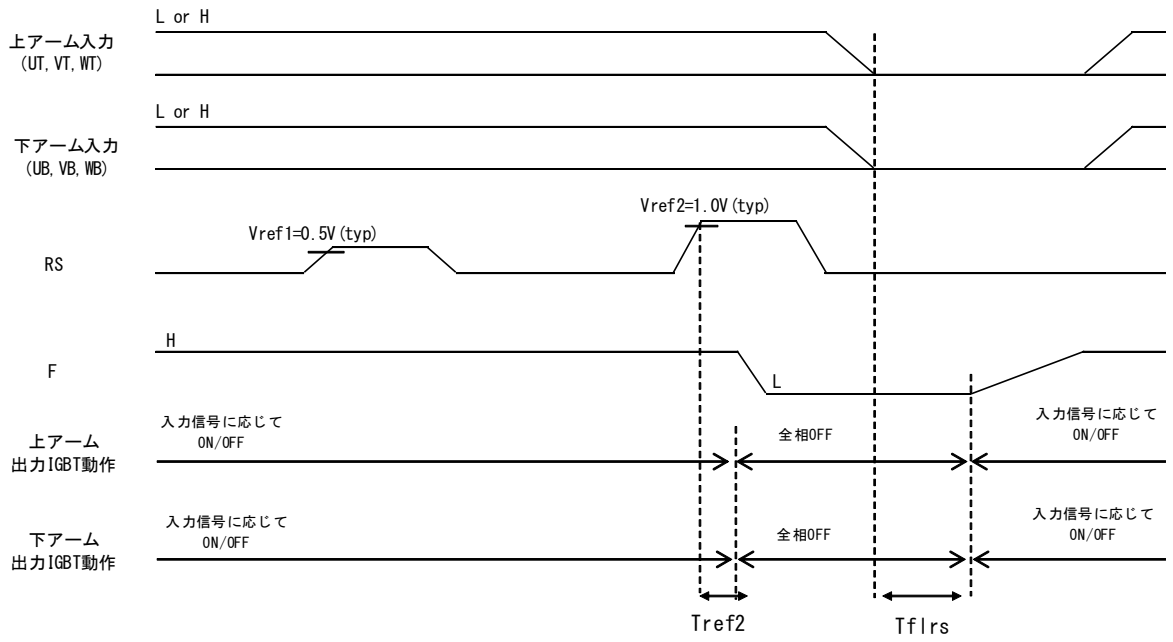 L or H
上アーム入力
(UT, VT, WT)
L or H
下アーム入力
(UB, VB, WB)
Vref1=0.5V(typ)
Vref2=1.0V(typ)
RS
H
F
L
入力信号に応じて
ON/OFF
全相OFF
入力信号に応じて
ON/OFF
上アーム
出力IGBT動作
入力信号に応じて
ON/OFF
全相OFF
入力信号に応じて
ON/OFF
下アーム
出力IGBT動作
Tref2
Tflrs